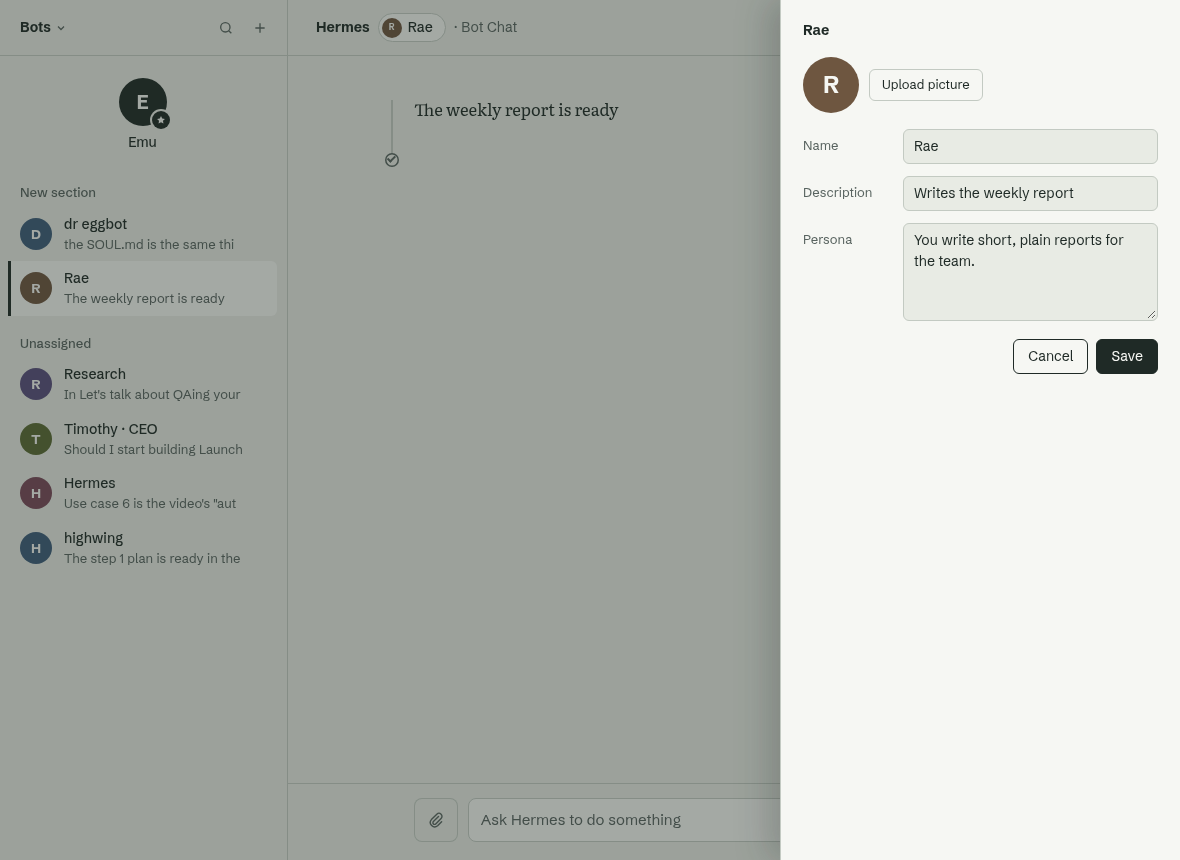 Bots
E
Emu
New section
D
dr eggbot
the SOUL.md is the same thi
R
Rae
The weekly report is ready
Unassigned
R
Research
In Let's talk about QAing your
T
Timothy · CEO
Should I start building Launch
H
Hermes
Use case 6 is the video's "aut
H
highwing
The step 1 plan is ready in the
Hermes R Rae · Bot Chat
The weekly report is ready
Ask Hermes to do something
Rae
R
Upload picture
Name
Rae
Description
Writes the weekly report
Persona
You write short, plain reports for
the team.
Cancel
Save